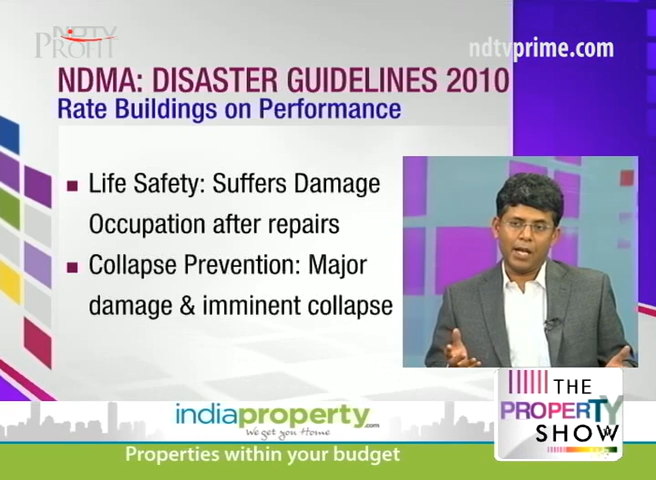 NDTV
PROFIT
ndtvprime.com
NDMA: DISASTER GUIDELINES 2010
Rate Buildings on Performance
Life Safety: Suffers Damage
Occupation after repairs
Collapse Prevention: Major
damage & imminent collapse
THE
PROPERTY
SHOW
indiaproperty.com
We get you Home
Properties within your budget